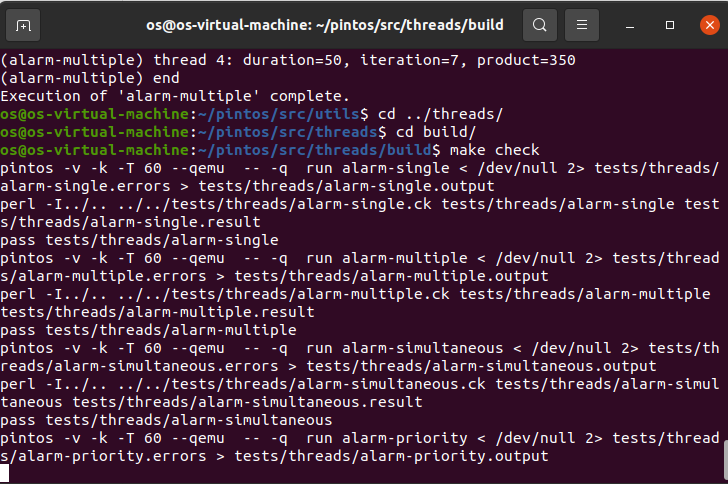 os@os-virtual-machine: ~/pintos/src/threads/build
(alarm-multiple) thread 4: duration=50, iteration=7, product=350
(alarm-multiple) end
Execution of 'alarm-multiple' complete.
os@os-virtual-machine:~/pintos/src/utils$ cd ../threads/
os@os-virtual-machine:~/pintos/src/threads$ cd build/
os@os-virtual-machine:~/pintos/src/threads/build$ make check
pintos -v -k -T 60 --qemu  -- -q  run alarm-single < /dev/null 2> tests/threads/
alarm-single.errors > tests/threads/alarm-single.output
perl -I../.. ../../tests/threads/alarm-single.ck tests/threads/alarm-single test
s/threads/alarm-single.result
pass tests/threads/alarm-single
pintos -v -k -T 60 --qemu  -- -q  run alarm-multiple < /dev/null 2> tests/thread
s/alarm-multiple.errors > tests/threads/alarm-multiple.output
perl -I../.. ../../tests/threads/alarm-multiple.ck tests/threads/alarm-multiple
tests/threads/alarm-multiple.result
pass tests/threads/alarm-multiple
pintos -v -k -T 60 --qemu  -- -q  run alarm-simultaneous < /dev/null 2> tests/th
reads/alarm-simultaneous.errors > tests/threads/alarm-simultaneous.output
perl -I../.. ../../tests/threads/alarm-simultaneous.ck tests/threads/alarm-simul
taneous tests/threads/alarm-simultaneous.result
pass tests/threads/alarm-simultaneous
pintos -v -k -T 60 --qemu  -- -q  run alarm-priority < /dev/null 2> tests/thread
s/alarm-priority.errors > tests/threads/alarm-priority.output